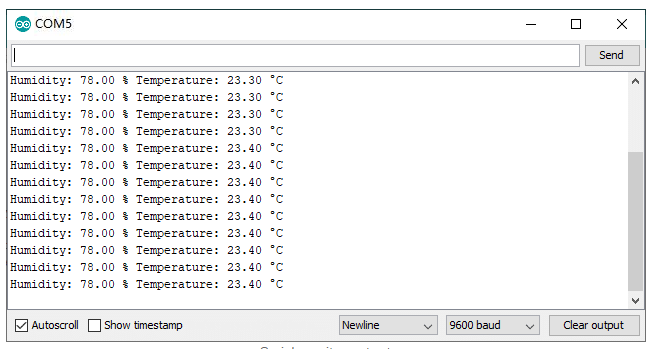 COM5
Send
Humidity: 78.00 % Temperature: 23.30 °C
Humidity: 78.00 % Temperature: 23.30 °C
Humidity: 78.00 % Temperature: 23.30 °C
Humidity: 78.00 % Temperature: 23.30 °C
Humidity: 78.00 % Temperature: 23.40 °C
Humidity: 78.00 % Temperature: 23.40 °C
Humidity: 78.00 % Temperature: 23.40 °C
Humidity: 78.00 % Temperature: 23.40 °C
Humidity: 78.00 % Temperature: 23.40 °C
Humidity: 78.00 % Temperature: 23.40 °C
Humidity: 78.00 % Temperature: 23.40 °C
Humidity: 78.00 % Temperature: 23.40 °C
Humidity: 78.00 % Temperature: 23.40 °C
Autoscroll Show timestamp Newline 9600 baud Clear output